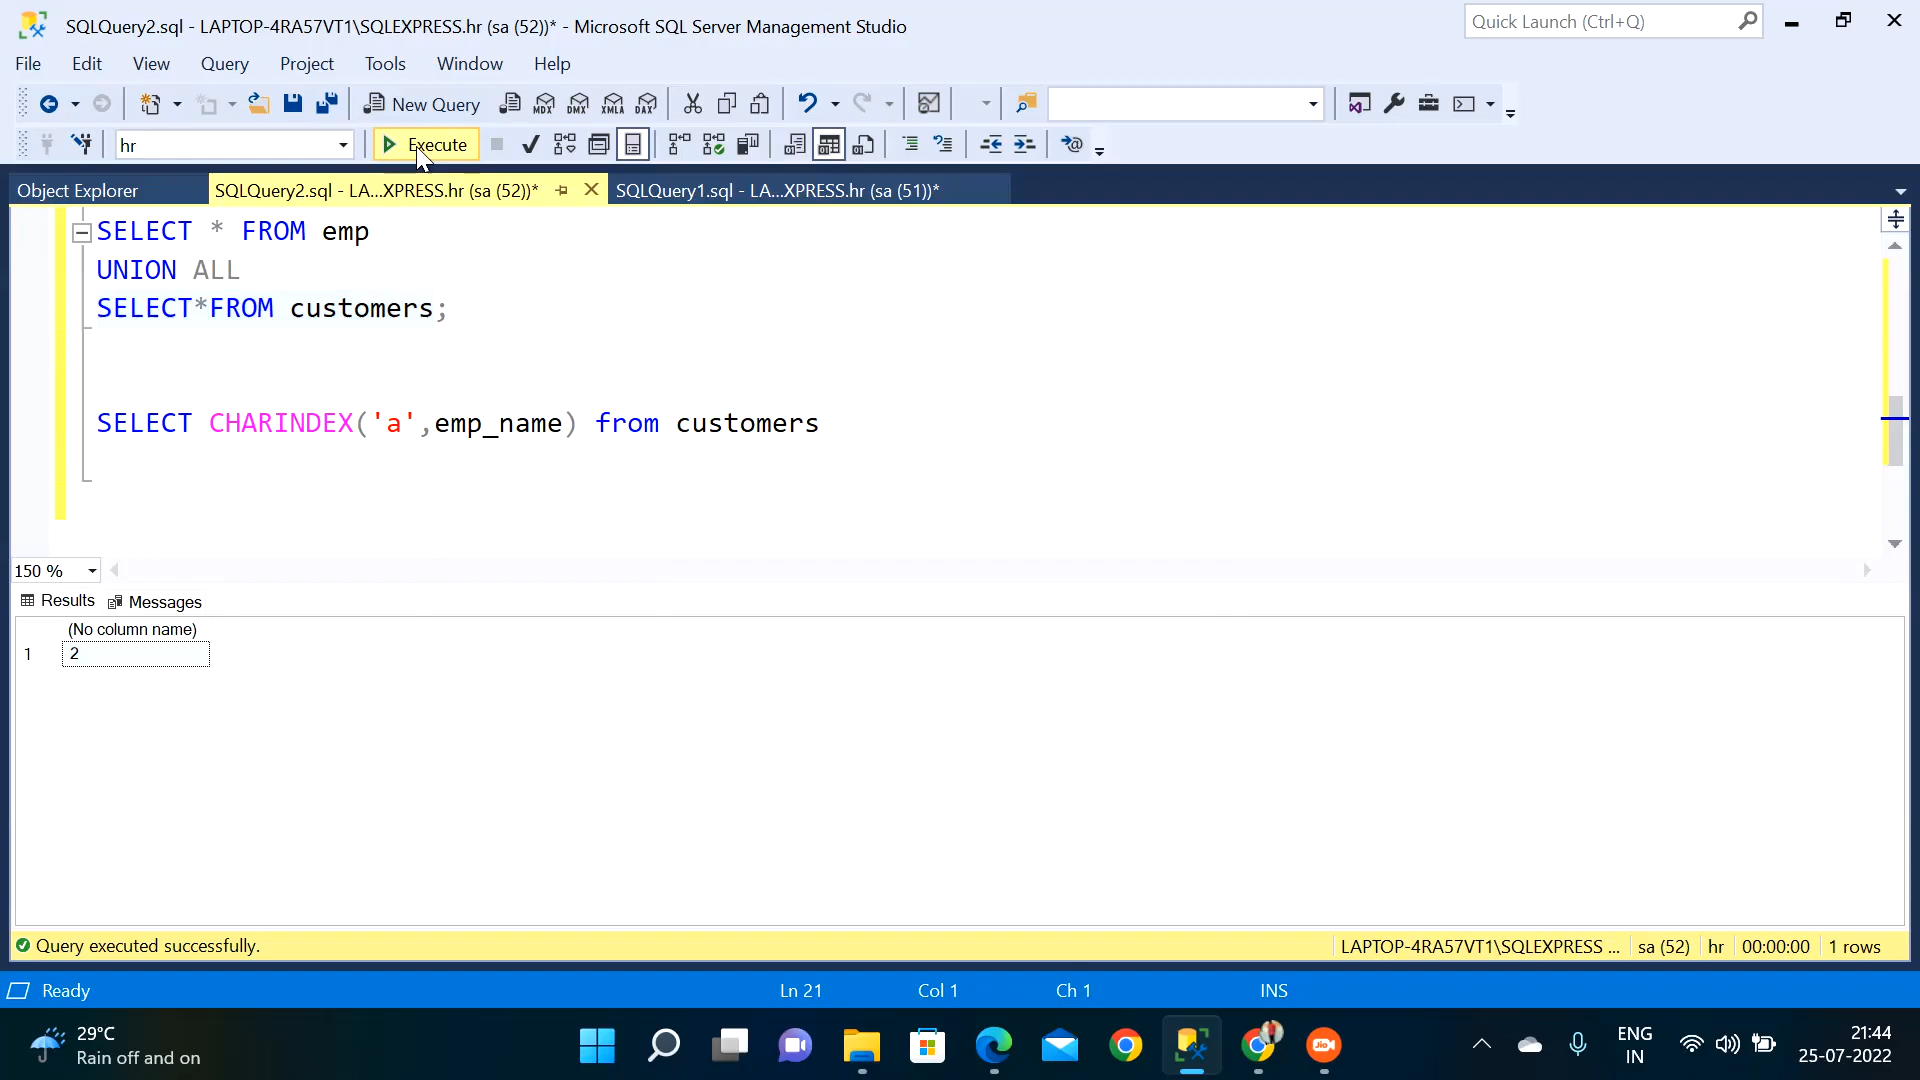 SQLQuery2.sql - LAPTOP-4RA57VT1\SQLEXPRESS.hr (sa (52))* - Microsoft SQL Server Management Studio
Quick Launch (Ctrl+Q)
File Edit View Query Project Tools Window Help
New Query MDX DMX XMLA DAX
hr Execute
Object Explorer SQLQuery2.sql - LA...XPRESS.hr (sa (52))* SQLQuery1.sql - LA...XPRESS.hr (sa (51))*
SELECT * FROM emp
UNION ALL
SELECT*FROM customers;
SELECT CHARINDEX('a',emp_name) from customers
150 %
Results Messages
(No column name)
1 2
Query executed successfully. LAPTOP-4RA57VT1\SQLEXPRESS ... sa (52) hr 00:00:00 1 rows
Ready Ln 21 Col 1 Ch 1 INS
29°C
Rain off and on
Jio
ENG
IN
21:44
25-07-2022